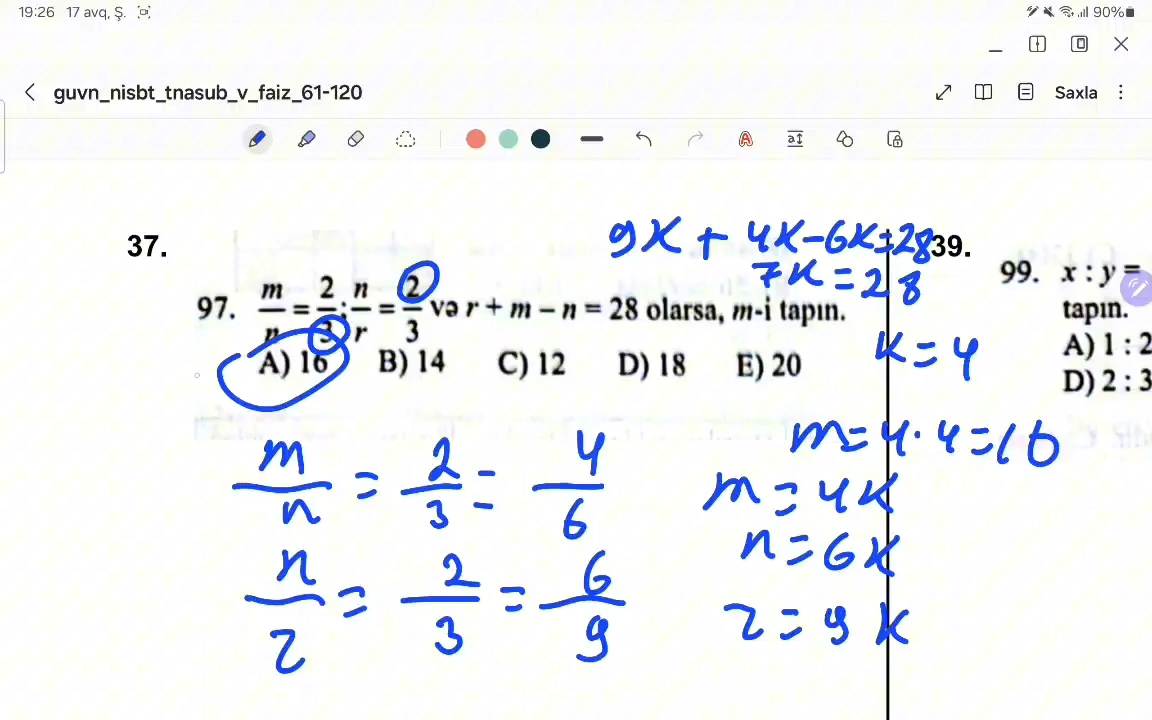 19:26 17 avq, Ş. 90%
guvn_nisbt_tnasub_v_faiz_61-120 Saxla
37.
9k + 4k-6k=28
7k = 28
97. m/n = 2/3; n/r = 2/3 və r + m − n = 28 olarsa, m-i tapın.
A) 16 B) 14 C) 12 D) 18 E) 20
k = 4
m = 4 · 4 = 16
m/n = 2/3 = 4/6
m = 4k
n = 6k
n/r = 2/3 = 6/9
r = 9k
39.
99. x : y =
tapın.
A) 1 : 2
D) 2 : 3